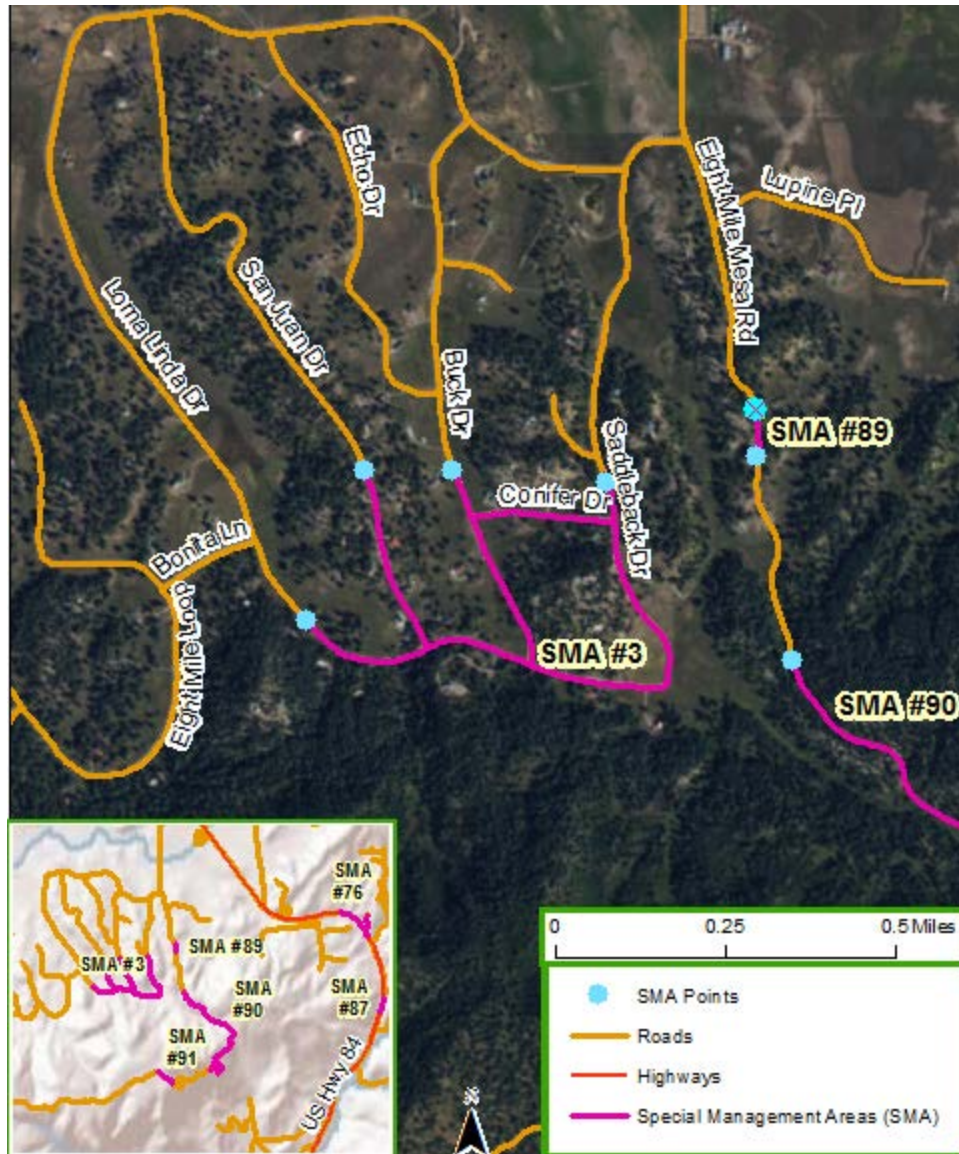 Echo Dr
Eight Mile Mesa Rd
Lupine Pl
San Juan Dr
Loma Linda Dr
Buck Dr
SMA #89
Saddleback Dr
Conifer Dr
Bonita Ln
Eight Mile Loop
SMA #3
SMA #90
SMA
#76
SMA #89
SMA #3
SMA
#90
SMA
#87
SMA
#91
US Hwy 84
0 0.25 0.5 Miles
SMA Points
Roads
Highways
Special Management Areas (SMA)